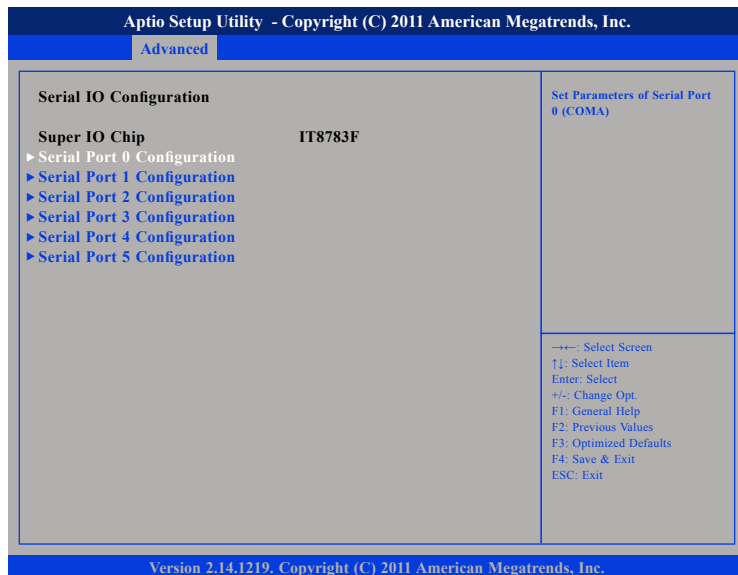 Aptio Setup Utility - Copyright (C) 2011 American Megatrends, Inc.
Advanced
Serial IO Configuration
Super IO Chip IT8783F
▶Serial Port 0 Configuration
▶Serial Port 1 Configuration
▶Serial Port 2 Configuration
▶Serial Port 3 Configuration
▶Serial Port 4 Configuration
▶Serial Port 5 Configuration
Set Parameters of Serial Port
0 (COMA)
→←: Select Screen
↑↓: Select Item
Enter: Select
+/-: Change Opt.
F1: General Help
F2: Previous Values
F3: Optimized Defaults
F4: Save & Exit
ESC: Exit
Version 2.14.1219. Copyright (C) 2011 American Megatrends, Inc.